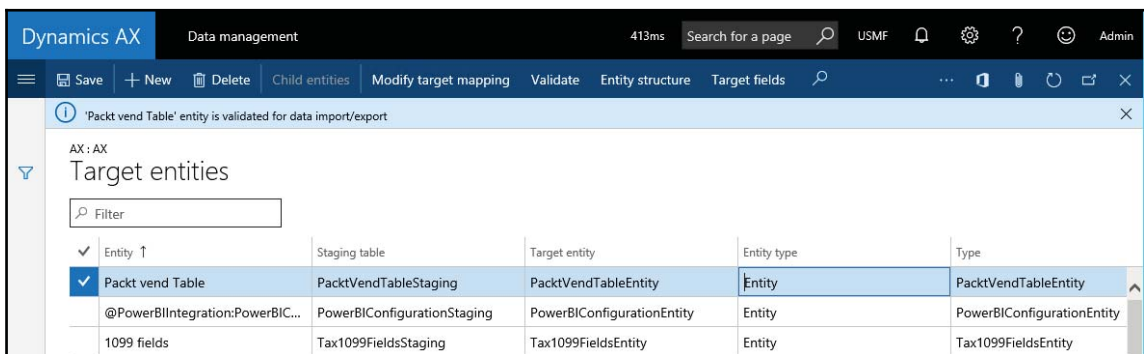 Dynamics AX Data management 413ms Search for a page USMF ? Admin
Save + New Delete Child entities Modify target mapping Validate Entity structure Target fields ...
'Packt vend Table' entity is validated for data import/export
AX : AX
Target entities
Filter
Entity ↑ Staging table Target entity Entity type Type
Packt vend Table PacktVendTableStaging PacktVendTableEntity Entity PacktVendTableEntity
@PowerBIIntegration:PowerBIC... PowerBIConfigurationStaging PowerBIConfigurationEntity Entity PowerBIConfigurationEntity
1099 fields Tax1099FieldsStaging Tax1099FieldsEntity Entity Tax1099FieldsEntity